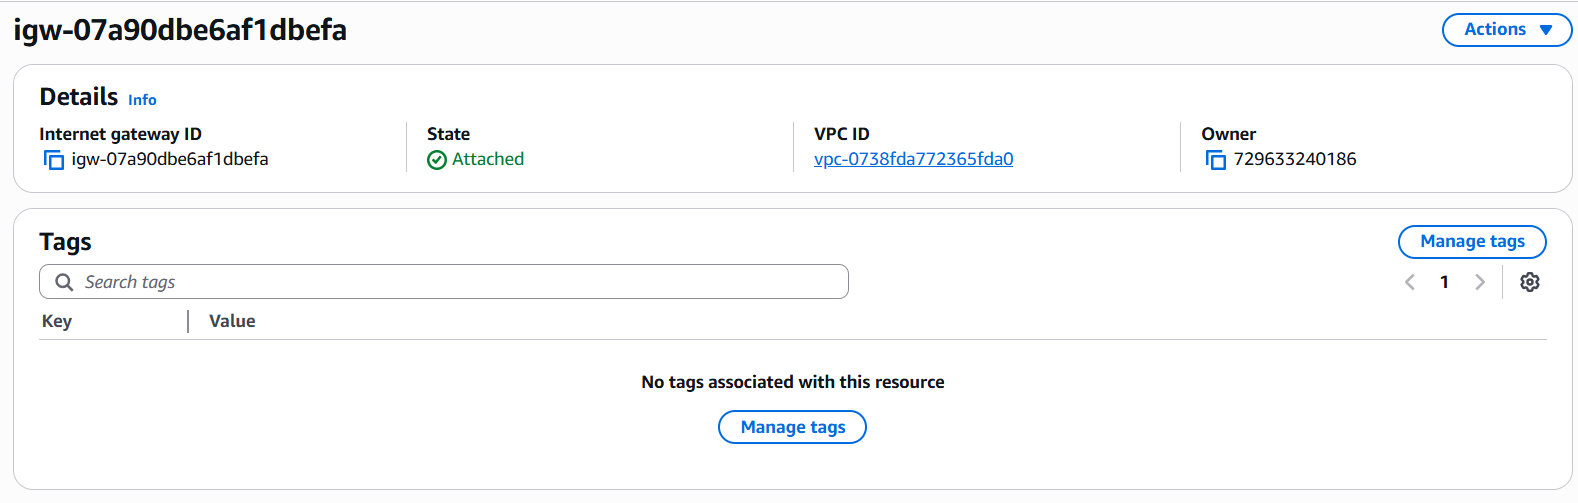 igw-07a90dbe6af1dbefa
Actions
Details Info
Internet gateway ID
igw-07a90dbe6af1dbefa
State
Attached
VPC ID
vpc-0738fda772365fda0
Owner
729633240186
Tags
Manage tags
Search tags
1
Key
Value
No tags associated with this resource
Manage tags